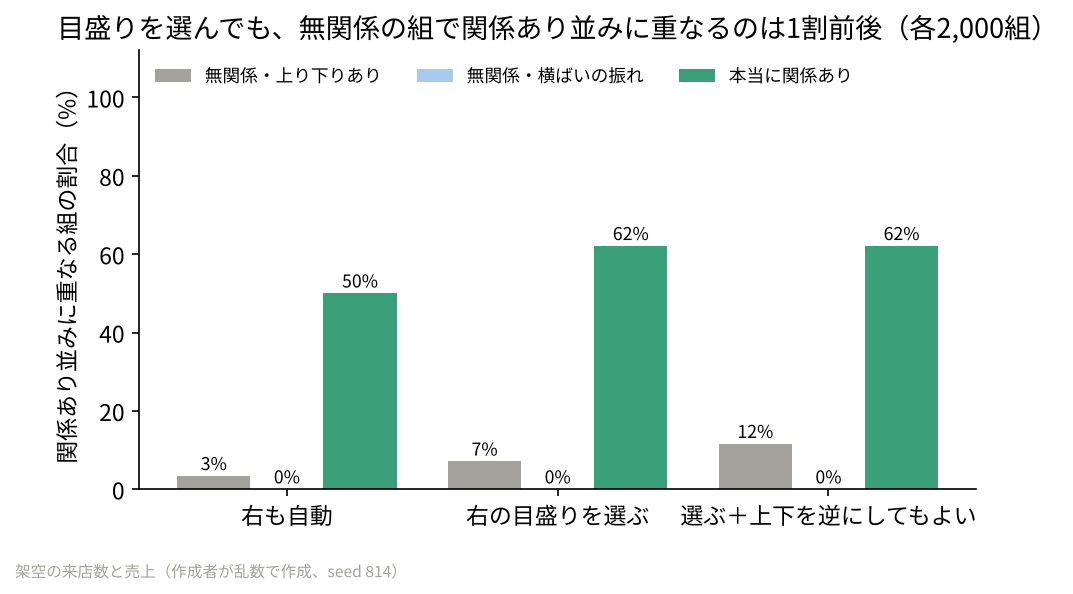 目盛りを選んでも、無関係の組で関係あり並みに重なるのは1割前後（各2,000組）
無関係・上り下りあり
無関係・横ばいの振れ
本当に関係あり
関係あり並みに重なる組の割合（%）
100
80
60
40
20
0
3%
0%
50%
7%
0%
62%
12%
0%
62%
右も自動
右の目盛りを選ぶ
選ぶ＋上下を逆にしてもよい
架空の来店数と売上（作成者が乱数で作成、seed 814）